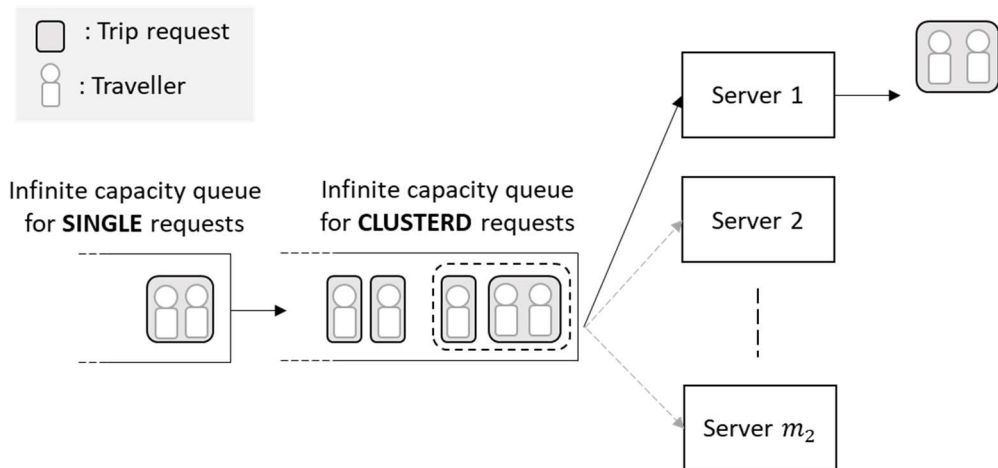 : Trip request
: Traveller
Infinite capacity queue
for SINGLE requests
Infinite capacity queue
for CLUSTERD requests
Server 1
Server 2
Server m₂